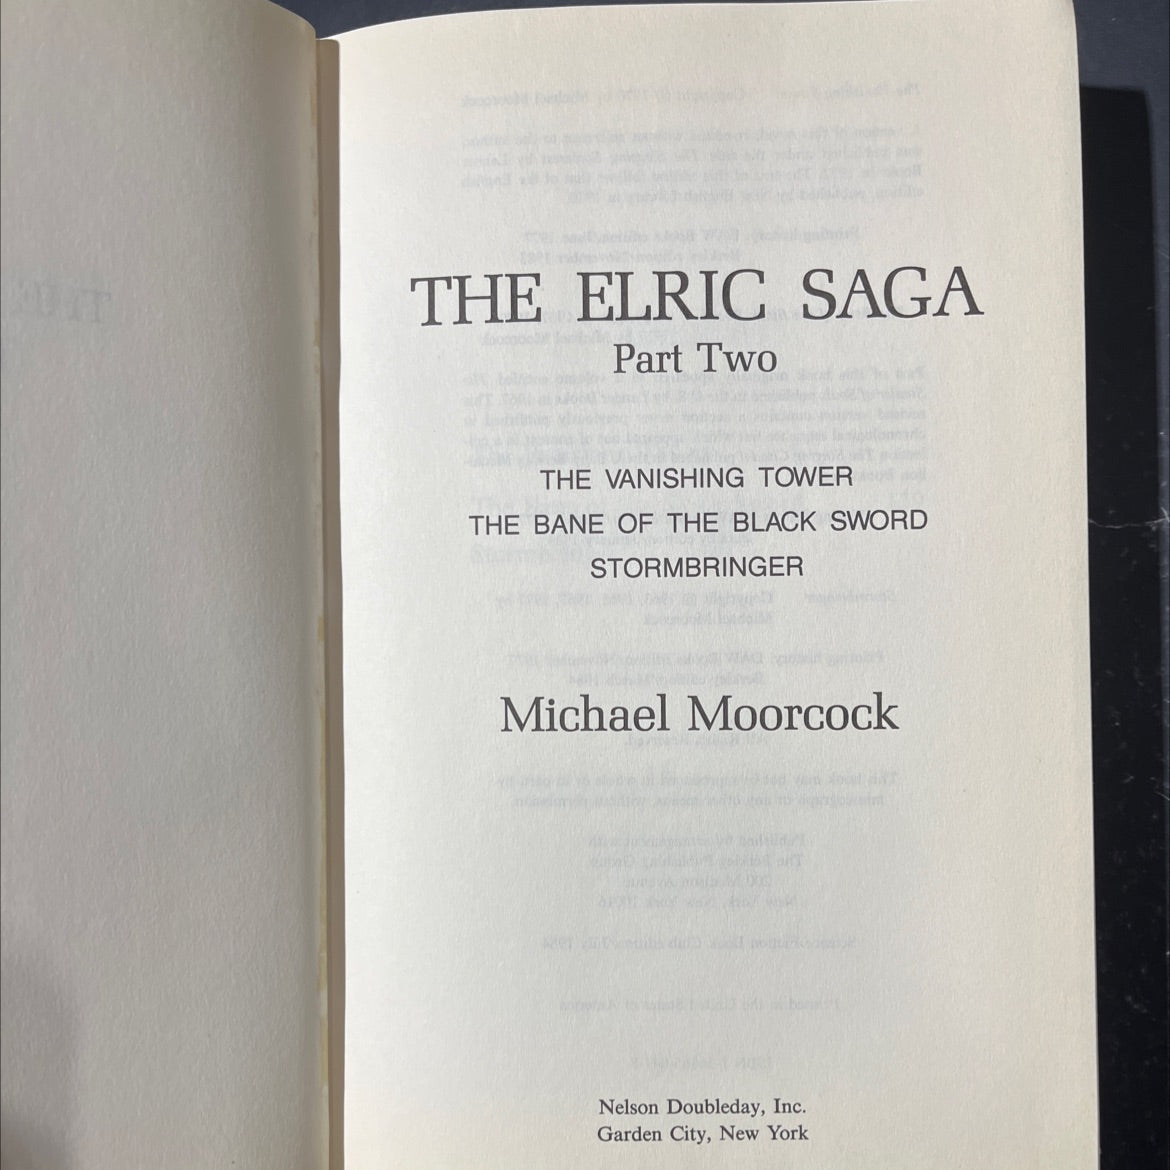 THE ELRIC SAGA
Part Two
THE VANISHING TOWER
THE BANE OF THE BLACK SWORD
STORMBRINGER
Michael Moorcock
Nelson Doubleday, Inc.
Garden City, New York